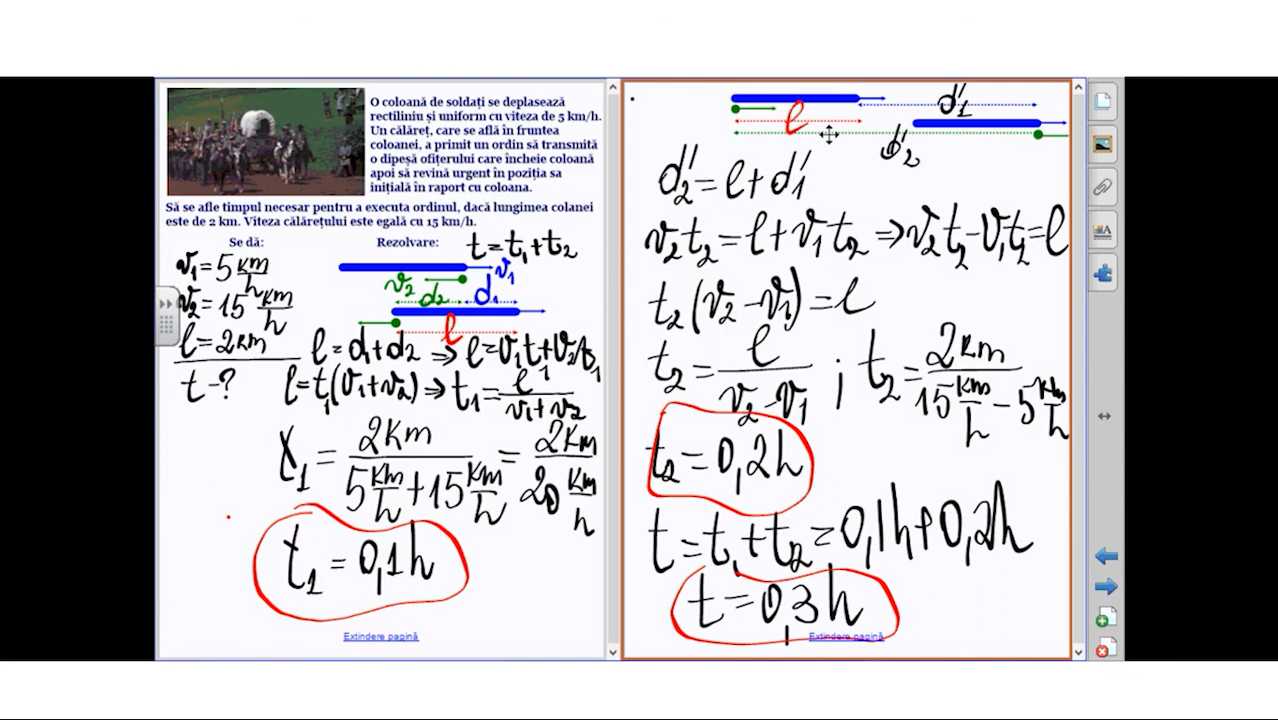 O coloană de soldați se deplasează
rectiliniu și uniform cu viteza de 5 km/h.
Un călăreț, care se află în fruntea
coloanei, a primit un ordin să transmită
o dipeșă ofițerului care încheie coloană
apoi să revină urgent în poziția sa
inițială în raport cu coloana.
Să se afle timpul necesar pentru a executa ordinul, dacă lungimea colanei
este de 2 km. Viteza călărețului este egală cu 15 km/h.
Se dă:
v₁ = 5 km/h
v₂ = 15 km/h
l = 2 km
t - ?
Rezolvare:
t = t₁ + t₂
v₁
v₂
d₂
d₁
l
l = d₁ + d₂ ⇒ l = v₁t₁ + v₂t₁
l = t₁(v₁ + v₂) ⇒ t₁ = l/(v₁ + v₂)
t₁ = 2 km/(5 km/h + 15 km/h) = 2 km/(20 km/h)
t₁ = 0,1 h
Extindere pagină
d₁'
l
d₂'
d₂' = l + d₁'
v₂t₂ = l + v₁t₂ ⇒ v₂t₂ - v₁t₂ = l
t₂(v₂ - v₁) = l
t₂ = l/(v₂ - v₁) ; t₂ = 2 km/(15 km/h - 5 km/h)
t₂ = 0,2 h
t = t₁ + t₂ = 0,1 h + 0,2 h
t = 0,3 h
Extindere pagină